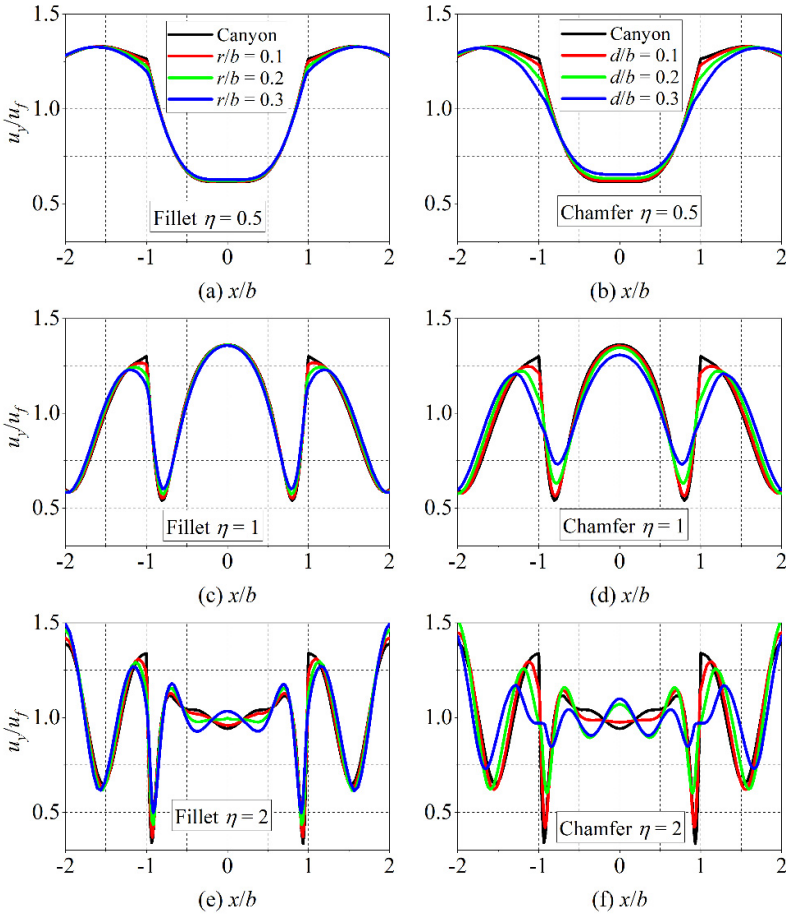 1.5
1.0
0.5
u_y/u_f
Canyon
r/b = 0.1
r/b = 0.2
r/b = 0.3
Fillet η = 0.5
-2 -1 0 1 2
(a) x/b
1.5
1.0
0.5
u_y/u_f
Canyon
d/b = 0.1
d/b = 0.2
d/b = 0.3
Chamfer η = 0.5
-2 -1 0 1 2
(b) x/b
1.5
1.0
0.5
u_y/u_f
Fillet η = 1
-2 -1 0 1 2
(c) x/b
1.5
1.0
0.5
Chamfer η = 1
-2 -1 0 1 2
(d) x/b
1.5
1.0
0.5
u_y/u_f
Fillet η = 2
-2 -1 0 1 2
(e) x/b
1.5
1.0
0.5
u_y/u_f
Chamfer η = 2
-2 -1 0 1 2
(f) x/b